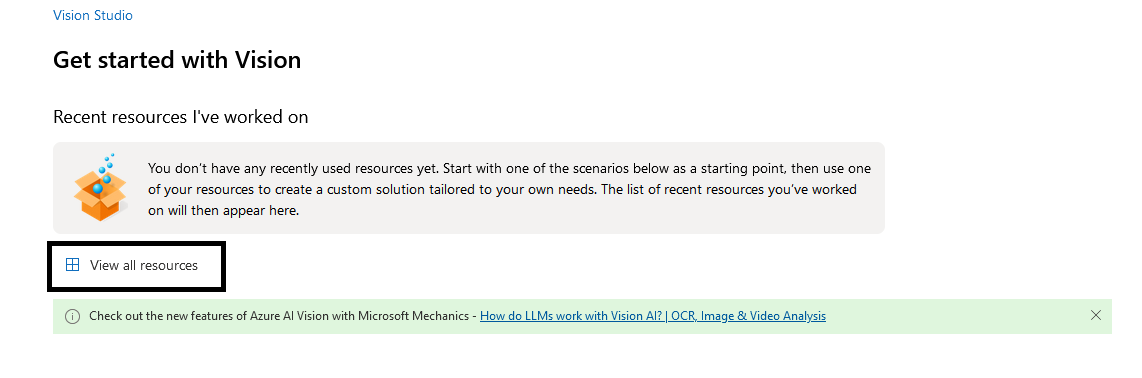 Vision Studio
Get started with Vision
Recent resources I've worked on
You don't have any recently used resources yet. Start with one of the scenarios below as a starting point, then use one
of your resources to create a custom solution tailored to your own needs. The list of recent resources you've worked
on will then appear here.
View all resources
Check out the new features of Azure AI Vision with Microsoft Mechanics - How do LLMs work with Vision AI? | OCR, Image & Video Analysis